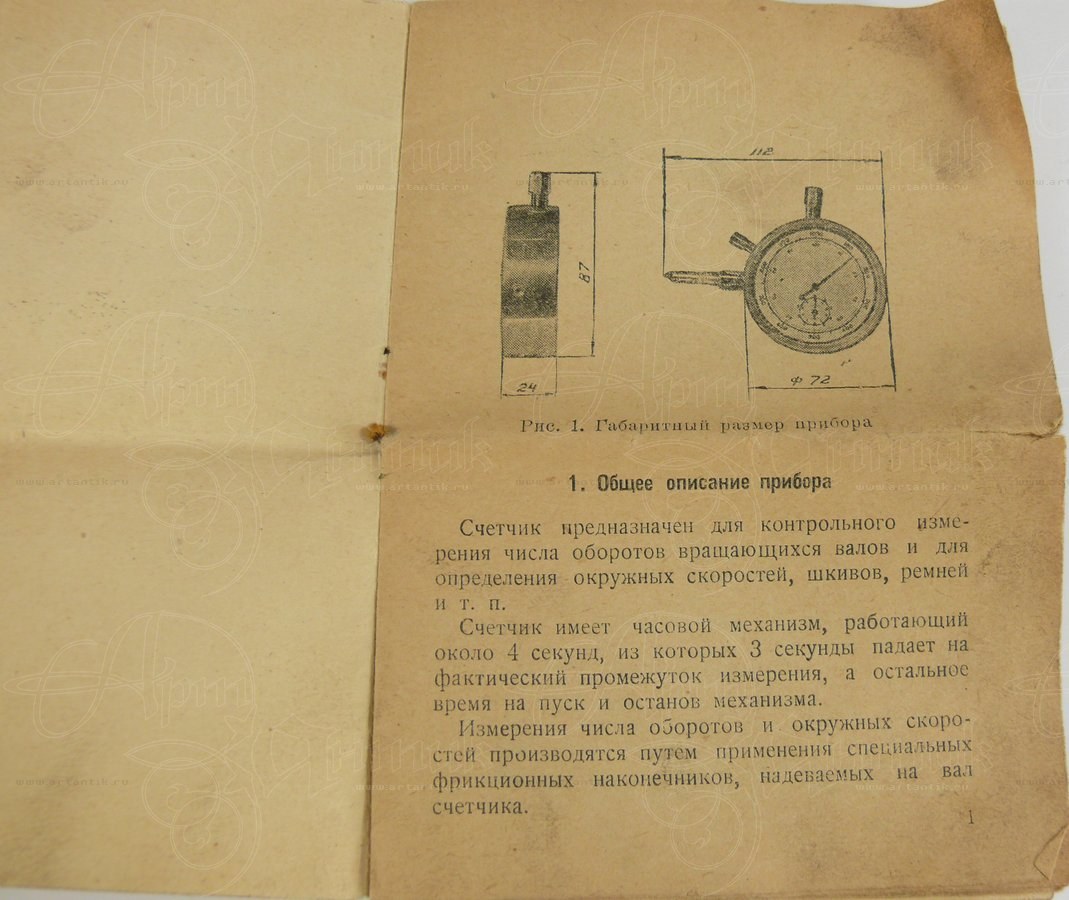 112
87
24
Ф 72
Рис. 1. Габаритный размер прибора
1. Общее описание прибора
Счетчик предназначен для контрольного изме-
рения числа оборотов вращающихся валов и для
определения окружных скоростей, шкивов, ремней
и т. п.
Счетчик имеет часовой механизм, работающий
около 4 секунд, из которых 3 секунды падает на
фактический промежуток измерения, а остальное
время на пуск и останов механизма.
Измерения числа оборотов и окружных скоро-
стей производятся путем применения специальных
фрикционных наконечников, надеваемых на вал
счетчика.
1
www.artantik.ru